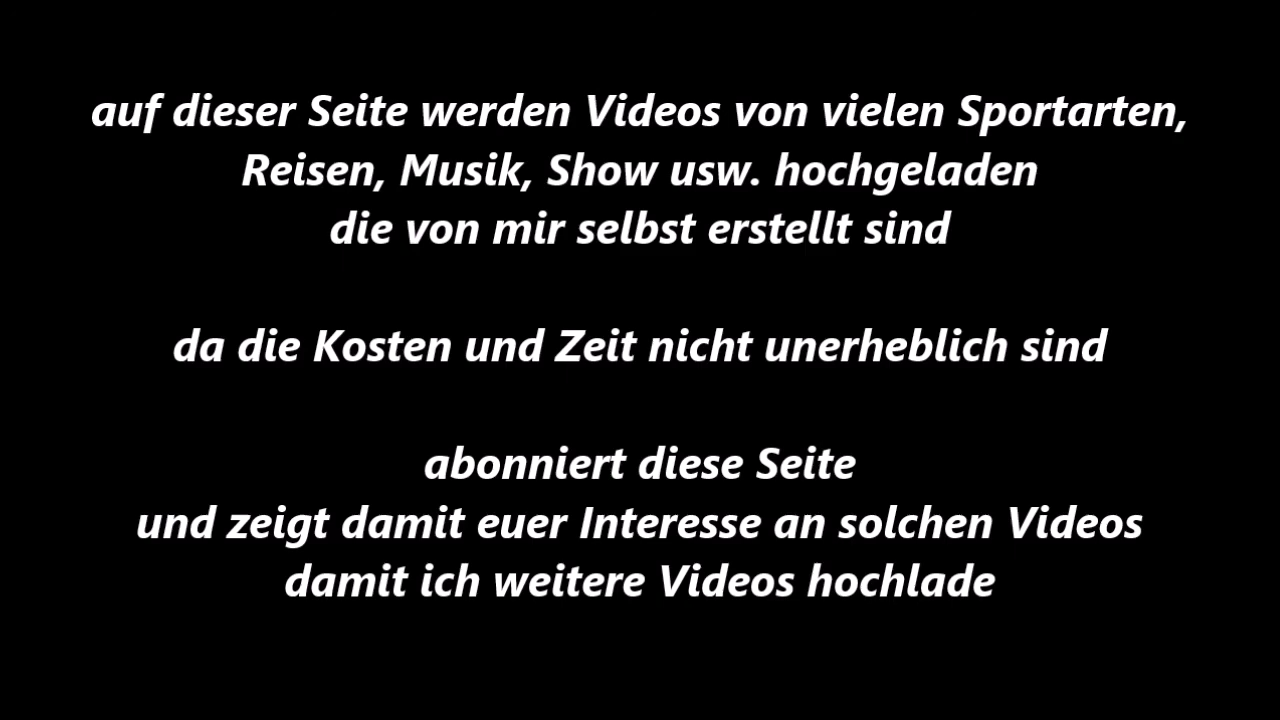 auf dieser Seite werden Videos von vielen Sportarten,
Reisen, Musik, Show usw. hochgeladen
die von mir selbst erstellt sind
da die Kosten und Zeit nicht unerheblich sind
abonniert diese Seite
und zeigt damit euer Interesse an solchen Videos
damit ich weitere Videos hochlade